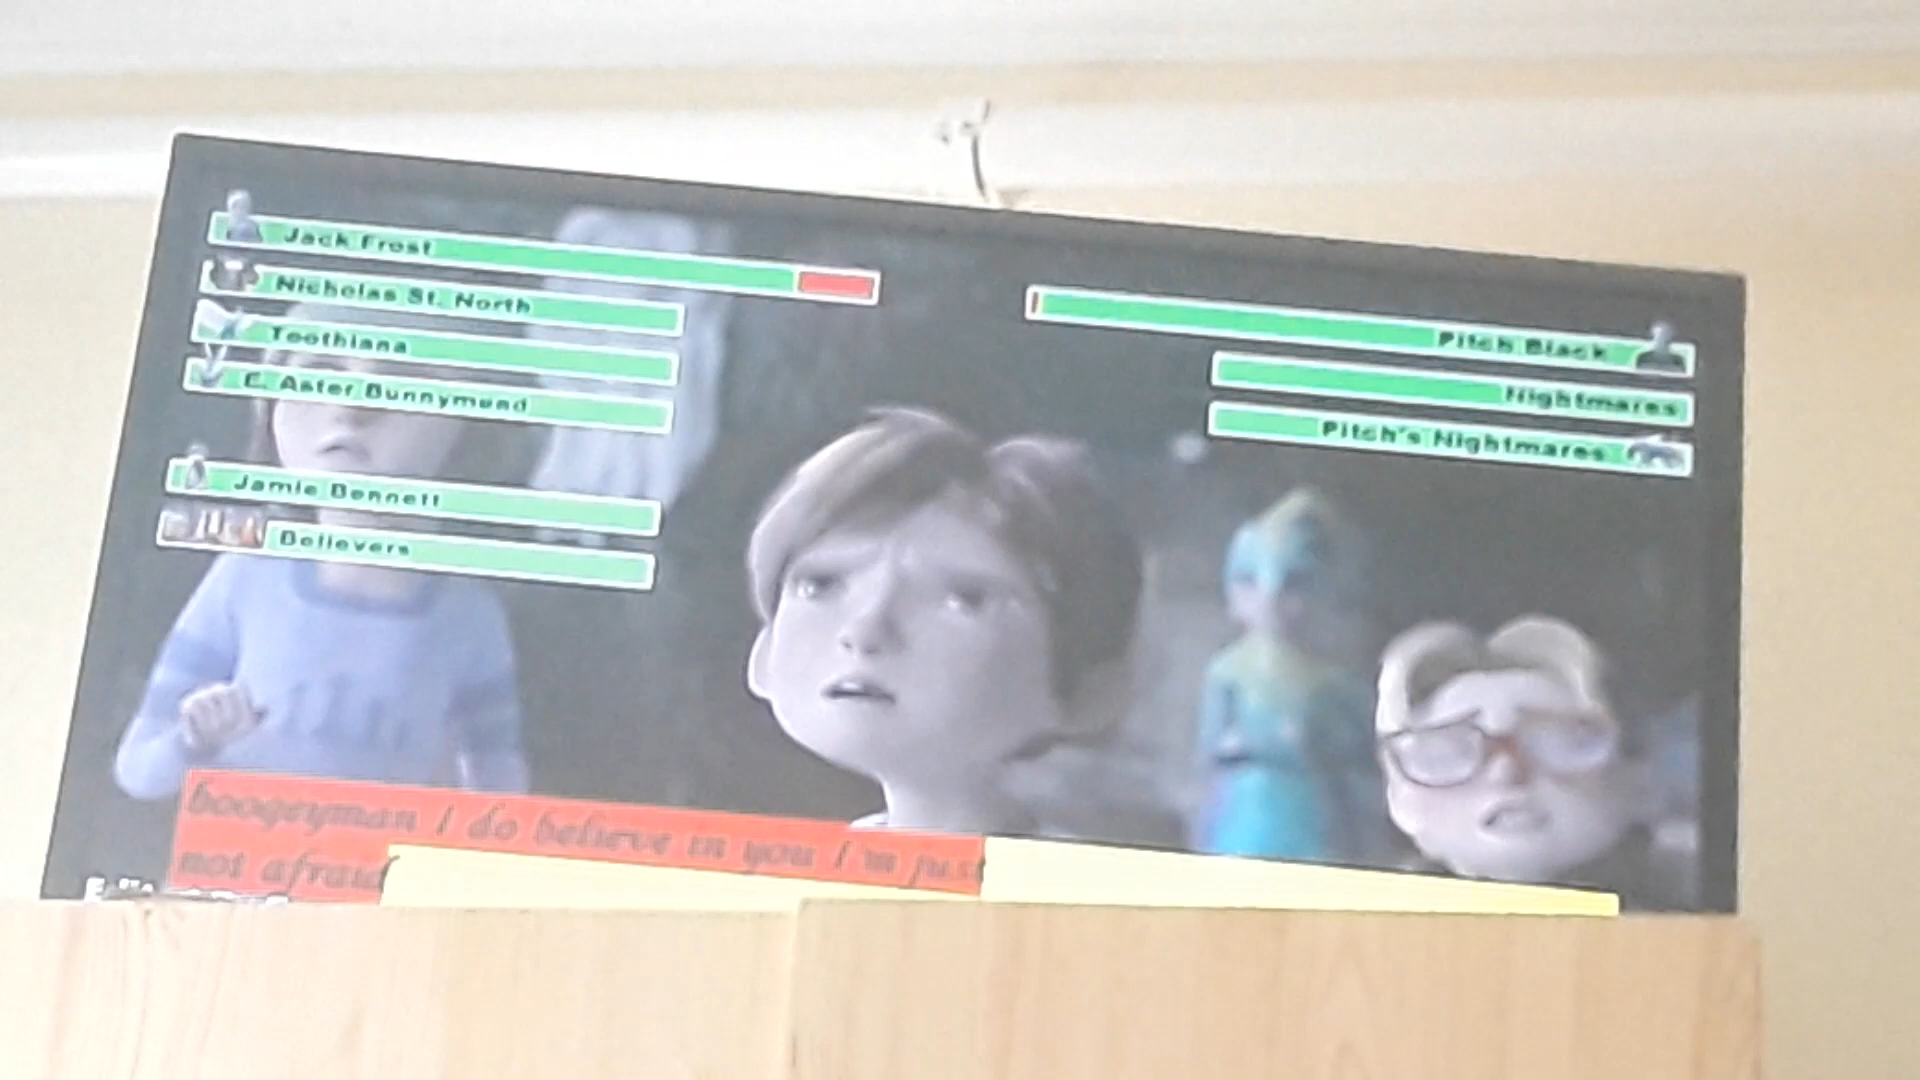 Jack Frost
Nicholas St. North
Toothiana
E. Aster Bunnymund
Jamie Bennett
Believers
Pitch Black
Nightmares
Pitch's Nightmares
boogeyman I do believe in you I'm just
not afraid